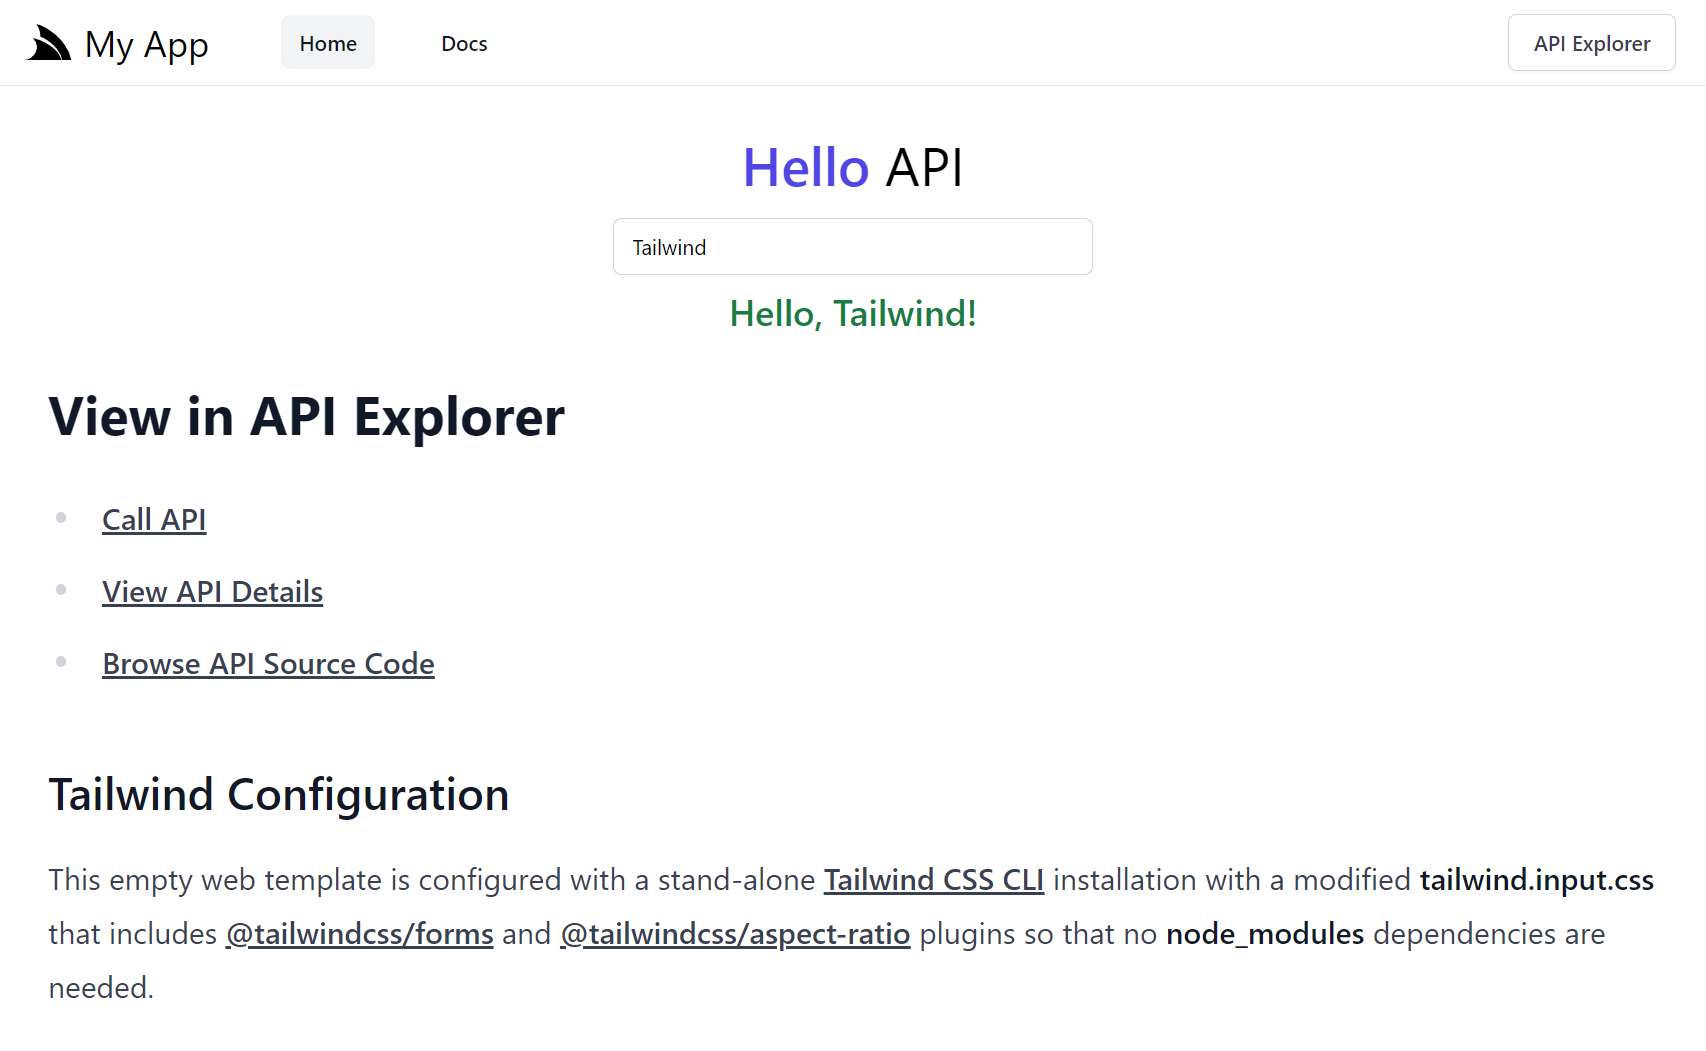 My App
Home
Docs
API Explorer
Hello API
Tailwind
Hello, Tailwind!
View in API Explorer
Call API
View API Details
Browse API Source Code
Tailwind Configuration
This empty web template is configured with a stand-alone Tailwind CSS CLI installation with a modified tailwind.input.css
that includes @tailwindcss/forms and @tailwindcss/aspect-ratio plugins so that no node_modules dependencies are
needed.